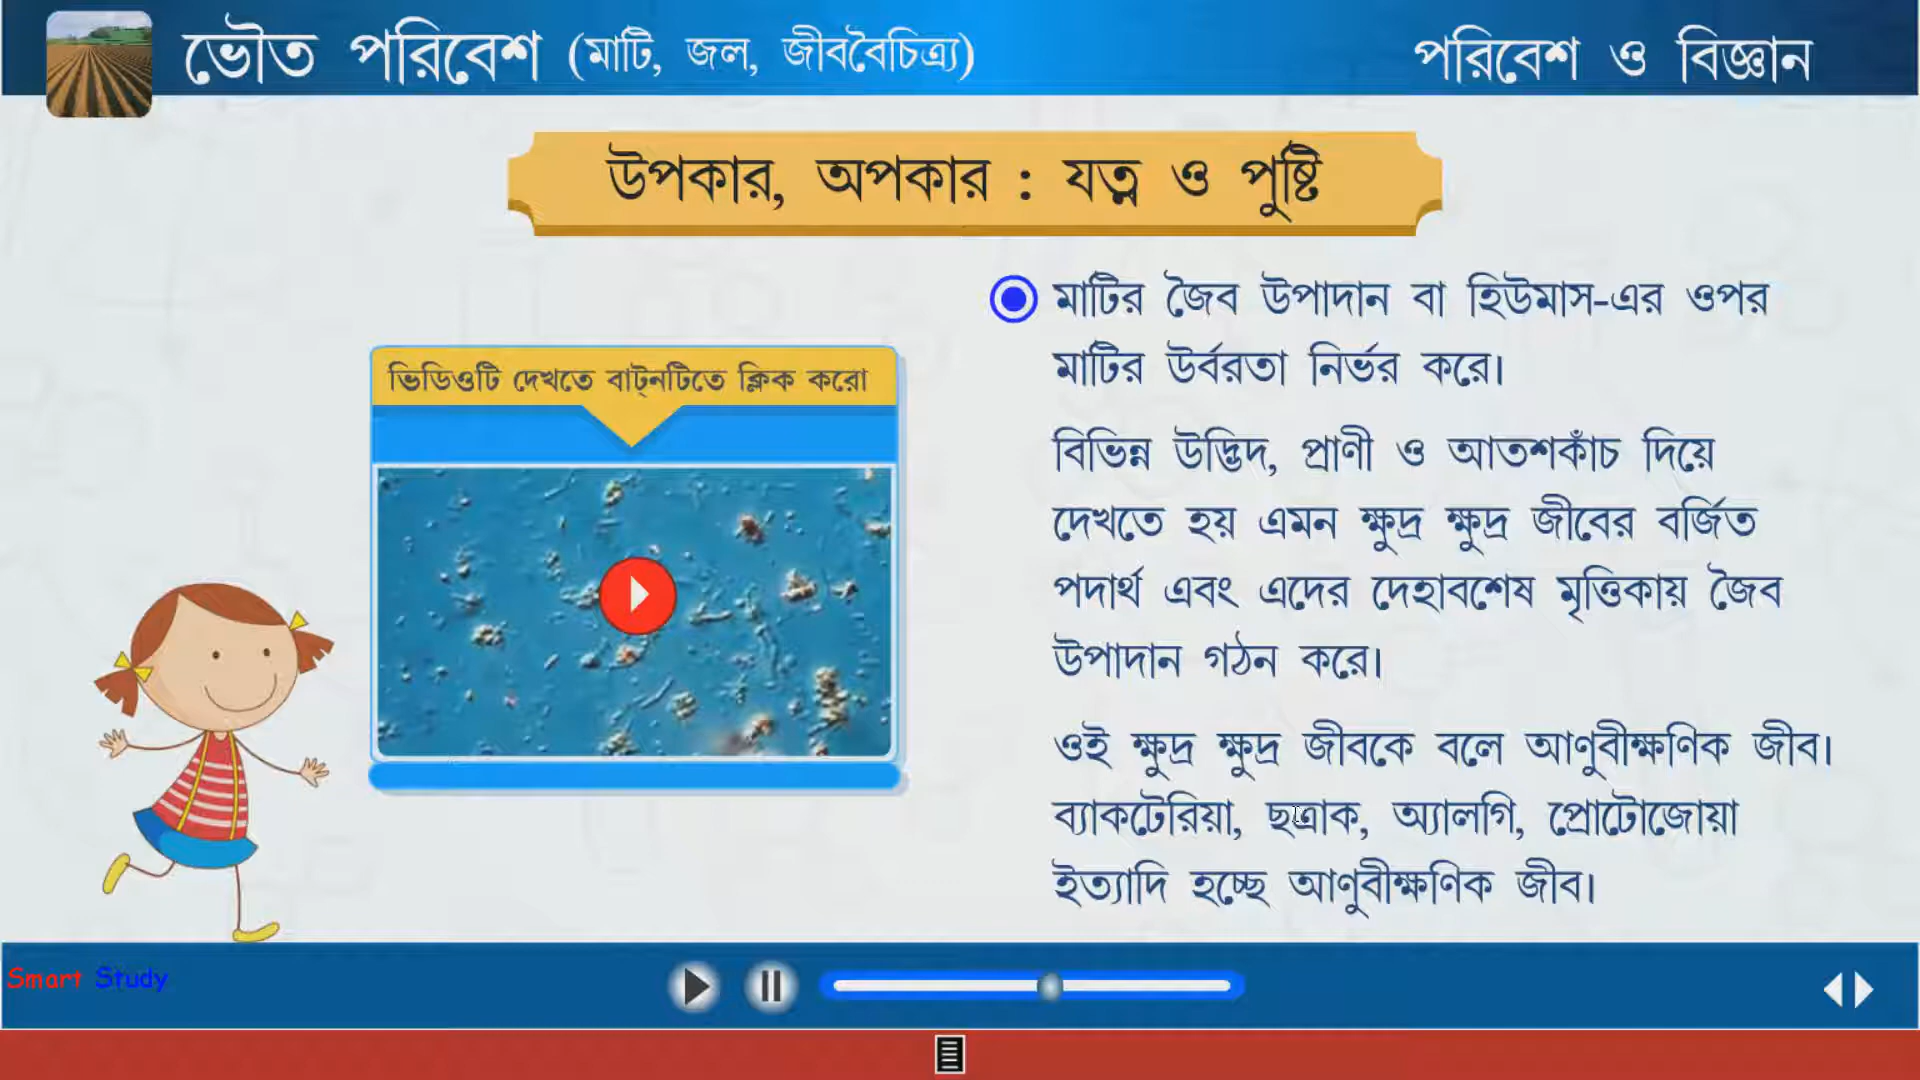 ভৌত পরিবেশ (মাটি, জল, জীববৈচিত্র্য)
পরিবেশ ও বিজ্ঞান
উপকার, অপকার : যত্ন ও পুষ্টি
ভিডিওটি দেখতে বাট্‌নটিতে ক্লিক করো
মাটির জৈব উপাদান বা হিউমাস-এর ওপর
মাটির উর্বরতা নির্ভর করে।
বিভিন্ন উদ্ভিদ, প্রাণী ও আতশকাঁচ দিয়ে
দেখতে হয় এমন ক্ষুদ্র ক্ষুদ্র জীবের বর্জিত
পদার্থ এবং এদের দেহাবশেষ মৃত্তিকায় জৈব
উপাদান গঠন করে।
ওই ক্ষুদ্র ক্ষুদ্র জীবকে বলে আণুবীক্ষণিক জীব।
ব্যাকটেরিয়া, ছত্রাক, অ্যালগি, প্রোটোজোয়া
ইত্যাদি হচ্ছে আণুবীক্ষণিক জীব।
Smart Study